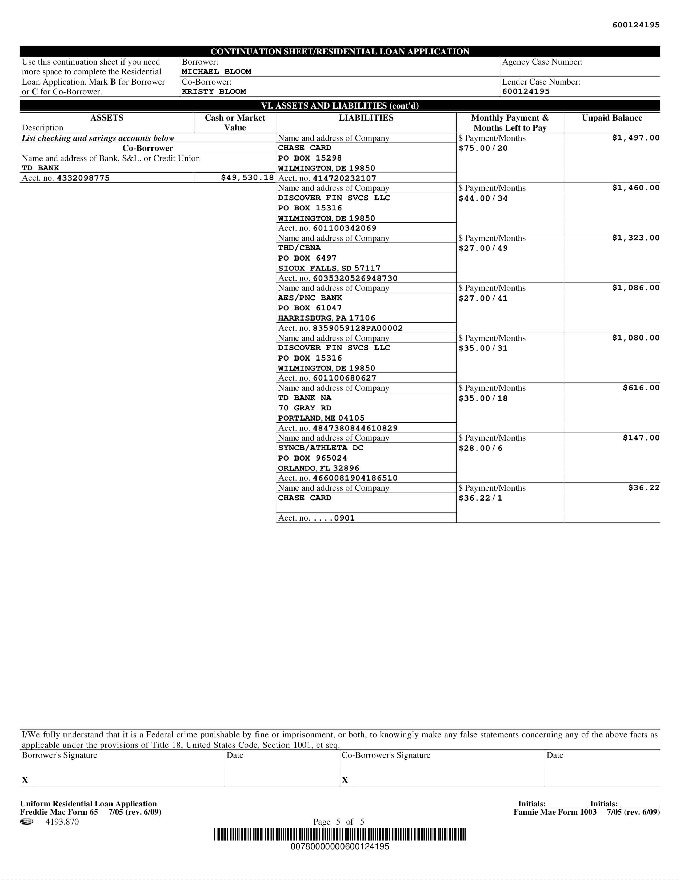 600124195
CONTINUATION SHEET/RESIDENTIAL LOAN APPLICATION
Use this continuation sheet if you need
more space to complete the Residential
Loan Application. Mark B for Borrower
or C for Co-Borrower.
Borrower:
MICHAEL BLOOM
Co-Borrower:
KRISTY BLOOM
Agency Case Number:
Lender Case Number:
600124195
VI. ASSETS AND LIABILITIES (cont'd)
ASSETS
Description
Cash or Market
Value
LIABILITIES
Monthly Payment &
Months Left to Pay
Unpaid Balance
List checking and savings accounts below
Co-Borrower
Name and address of Bank, S&L, or Credit Union
TD BANK
Acct. no. 4332098775 $49,530.18
Name and address of Company $ Payment/Months $1,497.00
CHASE CARD $75.00/20
PO BOX 15298
WILMINGTON, DE 19850
Acct. no. 414720232107
Name and address of Company $ Payment/Months $1,460.00
DISCOVER FIN SVCS LLC $44.00/34
PO BOX 15316
WILMINGTON, DE 19850
Acct. no. 601100342069
Name and address of Company $ Payment/Months $1,323.00
THD/CBNA $27.00/49
PO BOX 6497
SIOUX FALLS, SD 57117
Acct. no. 6035320526948730
Name and address of Company $ Payment/Months $1,086.00
AES/PNC BANK $27.00/41
PO BOX 61047
HARRISBURG, PA 17106
Acct. no. 8359059128PA00002
Name and address of Company $ Payment/Months $1,080.00
DISCOVER FIN SVCS LLC $35.00/31
PO BOX 15316
WILMINGTON, DE 19850
Acct. no. 601100680627
Name and address of Company $ Payment/Months $616.00
TD BANK NA $35.00/18
70 GRAY RD
PORTLAND, ME 04105
Acct. no. 4847380844610829
Name and address of Company $ Payment/Months $147.00
SYNCB/ATHLETA DC $28.00/6
PO BOX 965024
ORLANDO, FL 32896
Acct. no. 4660081904186510
Name and address of Company $ Payment/Months $36.22
CHASE CARD $36.22/1
Acct. no. ....0901
I/We fully understand that it is a Federal crime punishable by fine or imprisonment, or both, to knowingly make any false statements concerning any of the above facts as
applicable under the provisions of Title 18, United States Code, Section 1001, et seq.
Borrower's Signature Date Co-Borrower's Signature Date
X X
Uniform Residential Loan Application Initials: Initials:
Freddie Mac Form 65 7/05 (rev. 6/09) Fannie Mae Form 1003 7/05 (rev. 6/09)
4193.870 Page 5 of 5
0078000000600124195